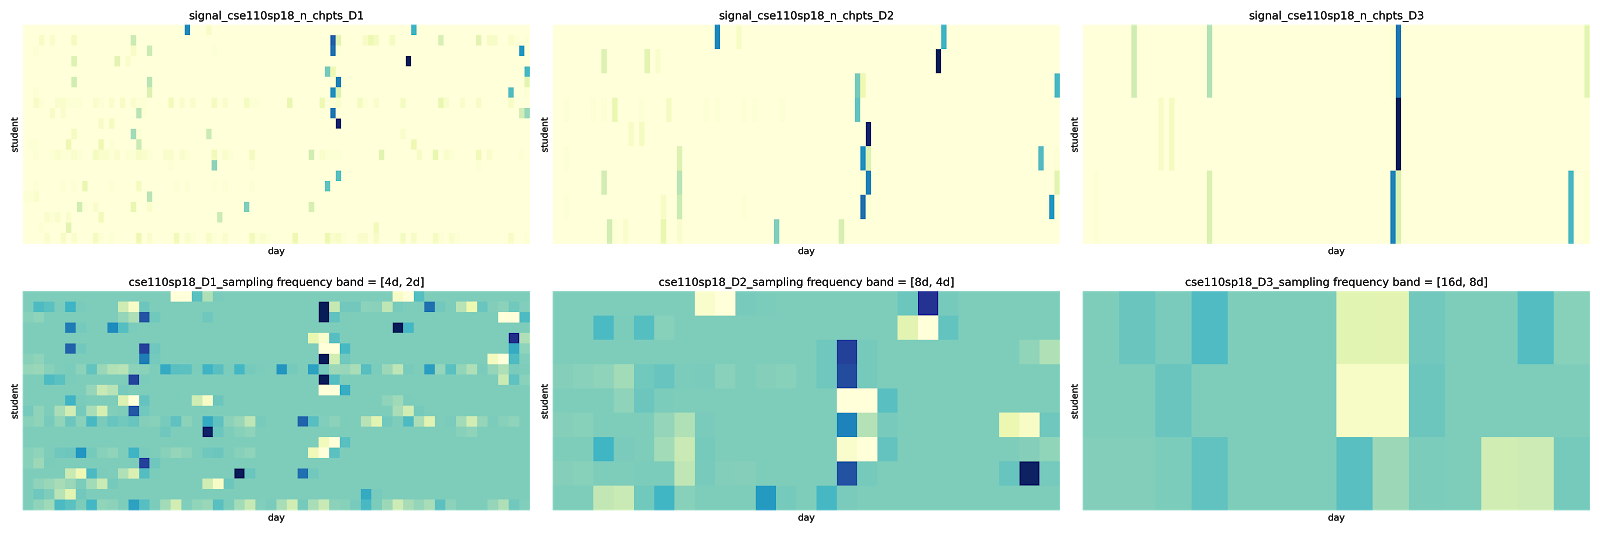 signal_cse110sp18_n_chpts_D1
signal_cse110sp18_n_chpts_D2
signal_cse110sp18_n_chpts_D3
student
student
student
day
day
day
cse110sp18_D1_sampling frequency band = [4d, 2d]
cse110sp18_D2_sampling frequency band = [8d, 4d]
cse110sp18_D3_sampling frequency band = [16d, 8d]
student
student
student
day
day
day